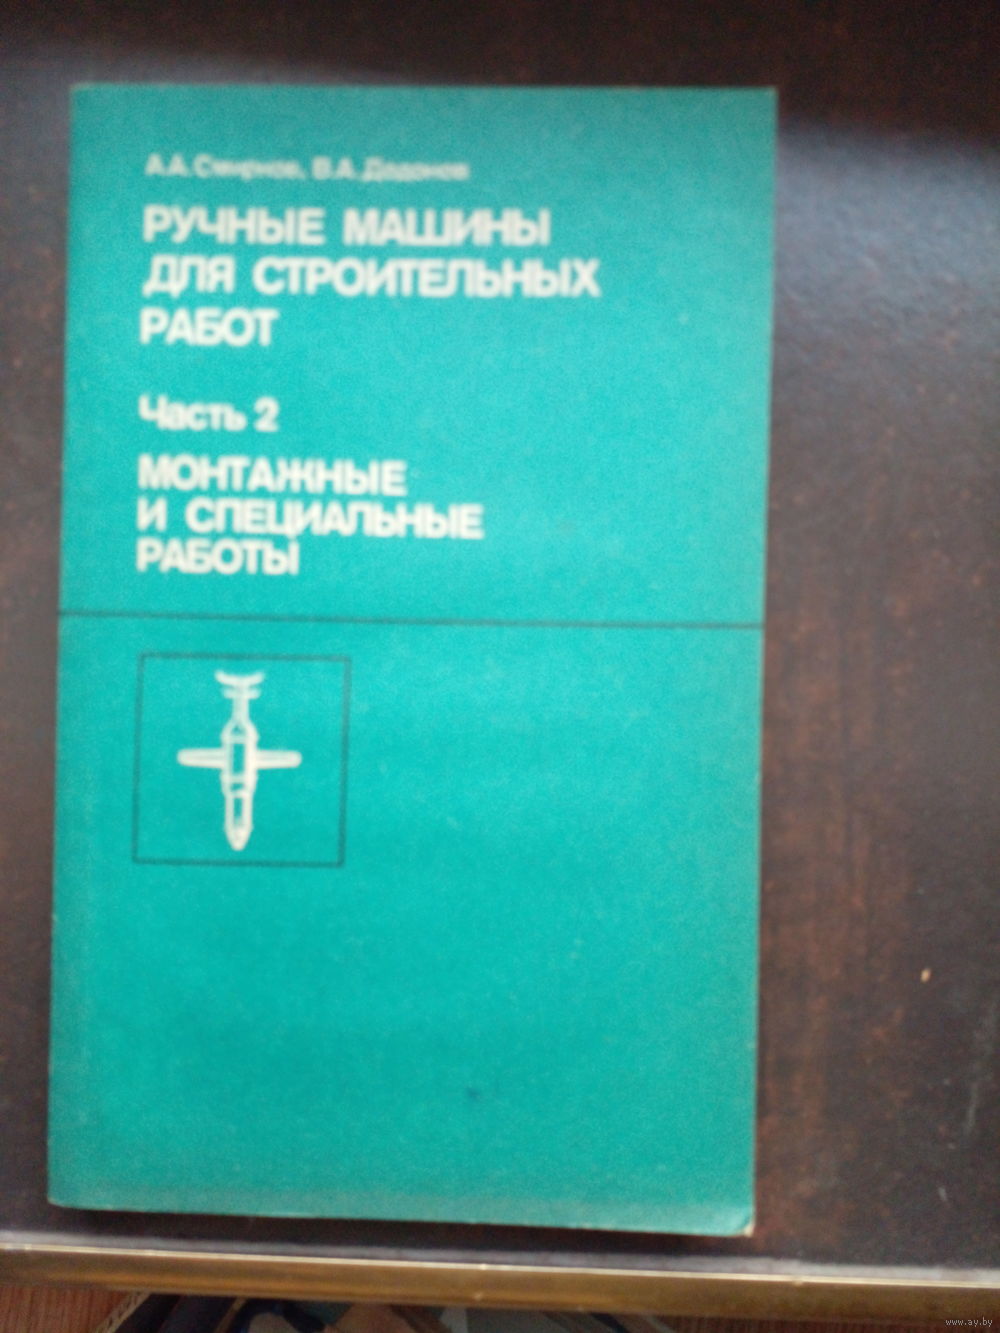 А.А.Смирнов, В.А.Додонов
РУЧНЫЕ МАШИНЫ
ДЛЯ СТРОИТЕЛЬНЫХ
РАБОТ
Часть 2
МОНТАЖНЫЕ
И СПЕЦИАЛЬНЫЕ
РАБОТЫ
www.ay.by